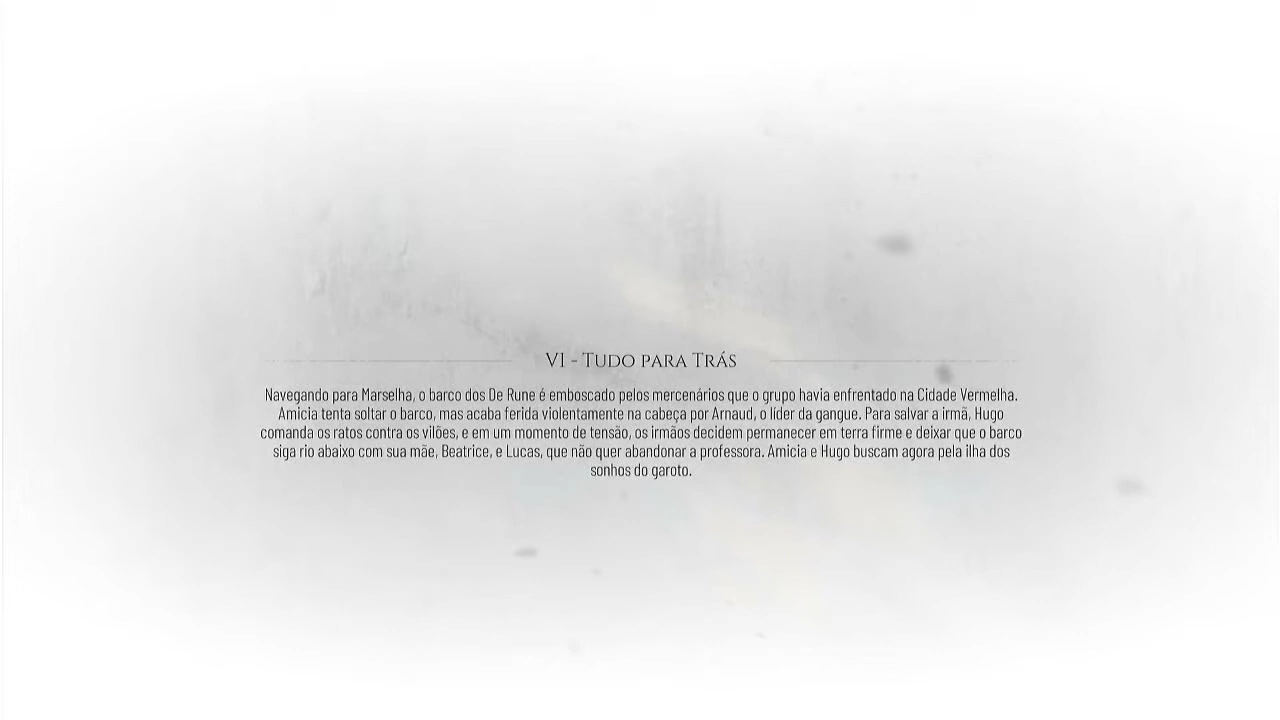 VI - Tudo para Trás
Navegando para Marselha, o barco dos De Rune é emboscado pelos mercenários que o grupo havia enfrentado na Cidade Vermelha.
Amicia tenta soltar o barco, mas acaba ferida violentamente na cabeça por Arnaud, o líder da gangue. Para salvar a irmã, Hugo
comanda os ratos contra os vilões, e em um momento de tensão, os irmãos decidem permanecer em terra firme e deixar que o barco
siga rio abaixo com sua mãe, Beatrice, e Lucas, que não quer abandonar a professora. Amicia e Hugo buscam agora pela ilha dos
sonhos do garoto.